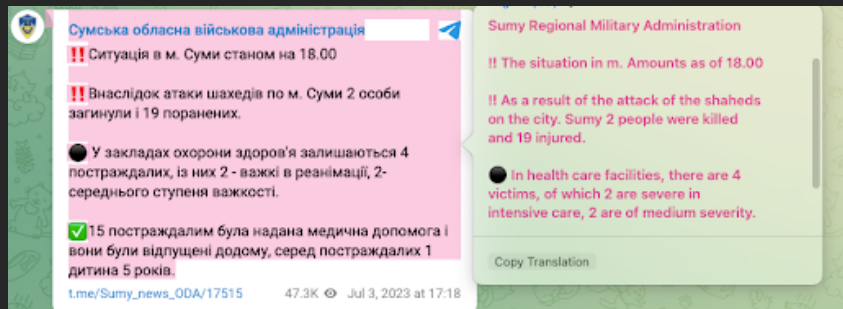 Сумська обласна військова адміністрація
‼️Ситуація в м. Суми станом на 18.00
‼️Внаслідок атаки шахедів по м. Суми 2 особи
загинули і 19 поранених.
⚫ У закладах охорони здоров'я залишаються 4
постраждалих, із них 2 - важкі в реанімації, 2-
середнього ступеня важкості.
✅15 постраждалим була надана медична допомога і
вони були відпущені додому, серед постраждалих 1
дитина 5 років.
t.me/Sumy_news_ODA/17515 47.3K Jul 3, 2023 at 17:18
Sumy Regional Military Administration
!! The situation in m. Amounts as of 18.00
!! As a result of the attack of the shaheds
on the city. Sumy 2 people were killed
and 19 injured.
⚫ In health care facilities, there are 4
victims, of which 2 are severe in
intensive care, 2 are of medium severity.
Copy Translation